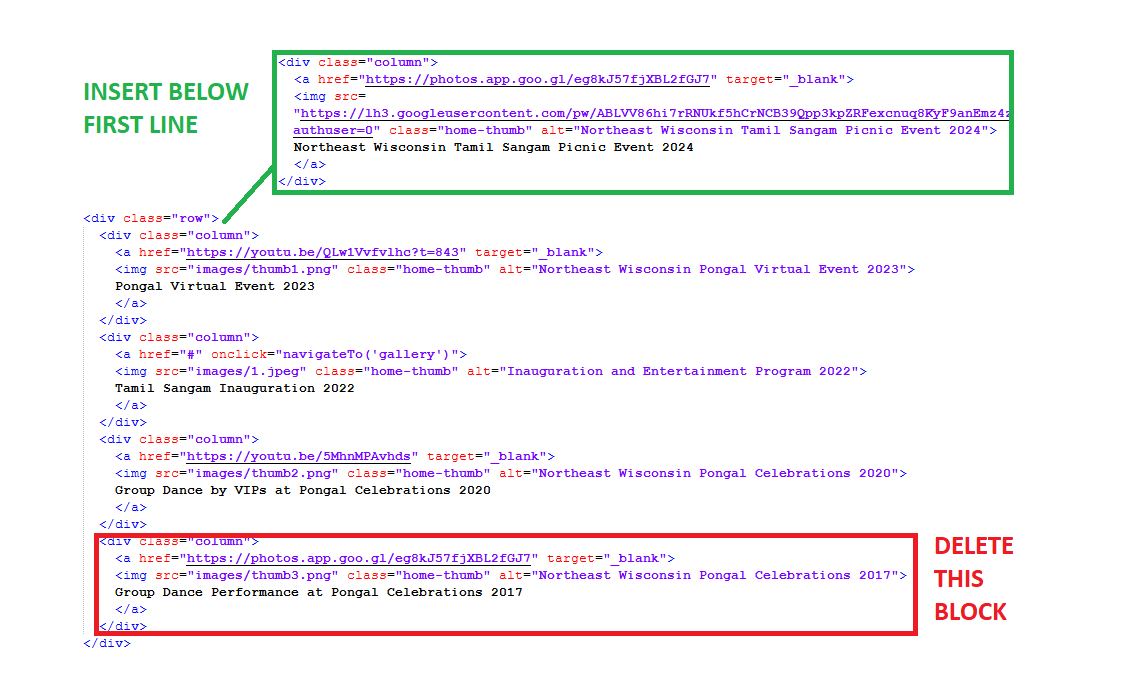 INSERT BELOW
FIRST LINE
<div class="column">
<a href="https://photos.app.goo.gl/eg8kJ57fjXBL2fGJ7" target="_blank">
<img src=
"https://lh3.googleusercontent.com/pw/ABLVV86hi7rRNUkf5hCrNCB39Qpp3kpZRFexcnuq8KyF9anEmz4z
authuser=0" class="home-thumb" alt="Northeast Wisconsin Tamil Sangam Picnic Event 2024">
Northeast Wisconsin Tamil Sangam Picnic Event 2024
</a>
</div>
<div class="row">
<div class="column">
<a href="https://youtu.be/QLw1Vvfvlhc?t=843" target="_blank">
<img src="images/thumb1.png" class="home-thumb" alt="Northeast Wisconsin Pongal Virtual Event 2023">
Pongal Virtual Event 2023
</a>
</div>
<div class="column">
<a href="#" onclick="navigateTo('gallery')">
<img src="images/1.jpeg" class="home-thumb" alt="Inauguration and Entertainment Program 2022">
Tamil Sangam Inauguration 2022
</a>
</div>
<div class="column">
<a href="https://youtu.be/5MhnMPAvhds" target="_blank">
<img src="images/thumb2.png" class="home-thumb" alt="Northeast Wisconsin Pongal Celebrations 2020">
Group Dance by VIPs at Pongal Celebrations 2020
</a>
</div>
<div class="column">
<a href="https://photos.app.goo.gl/eg8kJ57fjXBL2fGJ7" target="_blank">
<img src="images/thumb3.png" class="home-thumb" alt="Northeast Wisconsin Pongal Celebrations 2017">
Group Dance Performance at Pongal Celebrations 2017
</a>
</div>
</div>
DELETE
THIS
BLOCK